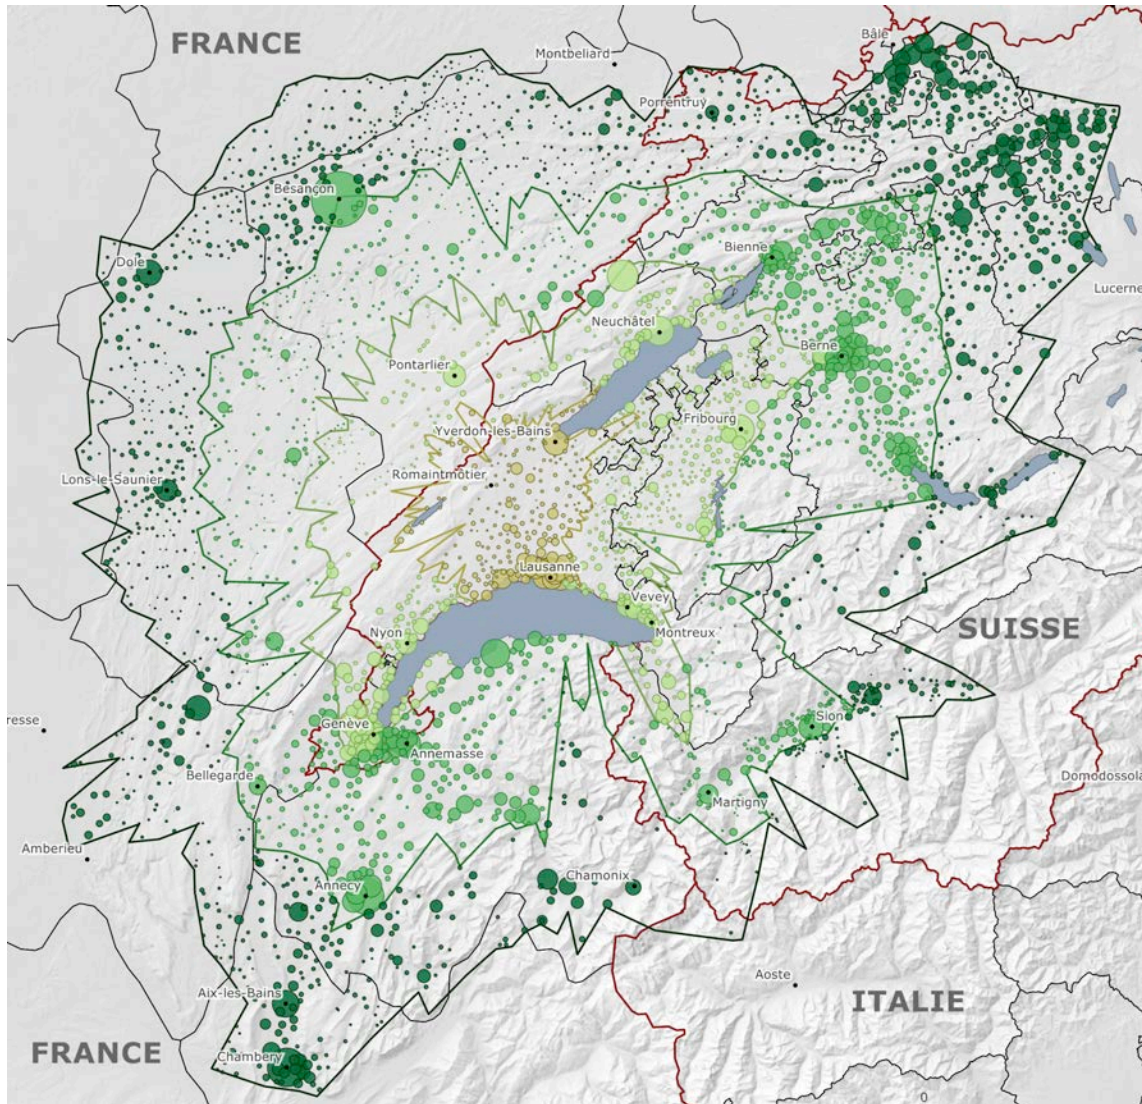 FRANCE
Bâle
Montbeliard
Porrentruy
Besançon
Bienne
Dole
Lucerne
Neuchâtel
Berne
Pontarlier
Fribourg
Yverdon-les-Bains
Lons-le-Saunier
Romaintmôtier
Lausanne
Vevey
Nyon
Montreux
SUISSE
resse
Genève
Sion
Annemasse
Bellegarde
Domodossola
Martigny
Amberieu
Annecy
Chamonix
Aoste
Aix-les-Bains
ITALIE
FRANCE
Chambery
0